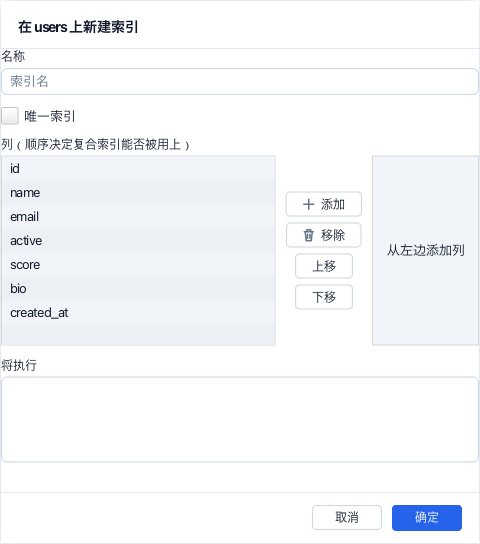 在 users 上新建索引
名称
索引名
唯一索引
列（顺序决定复合索引能否被用上）
id
name
email
active
score
bio
created_at
添加
移除
上移
下移
从左边添加列
将执行
取消
确定